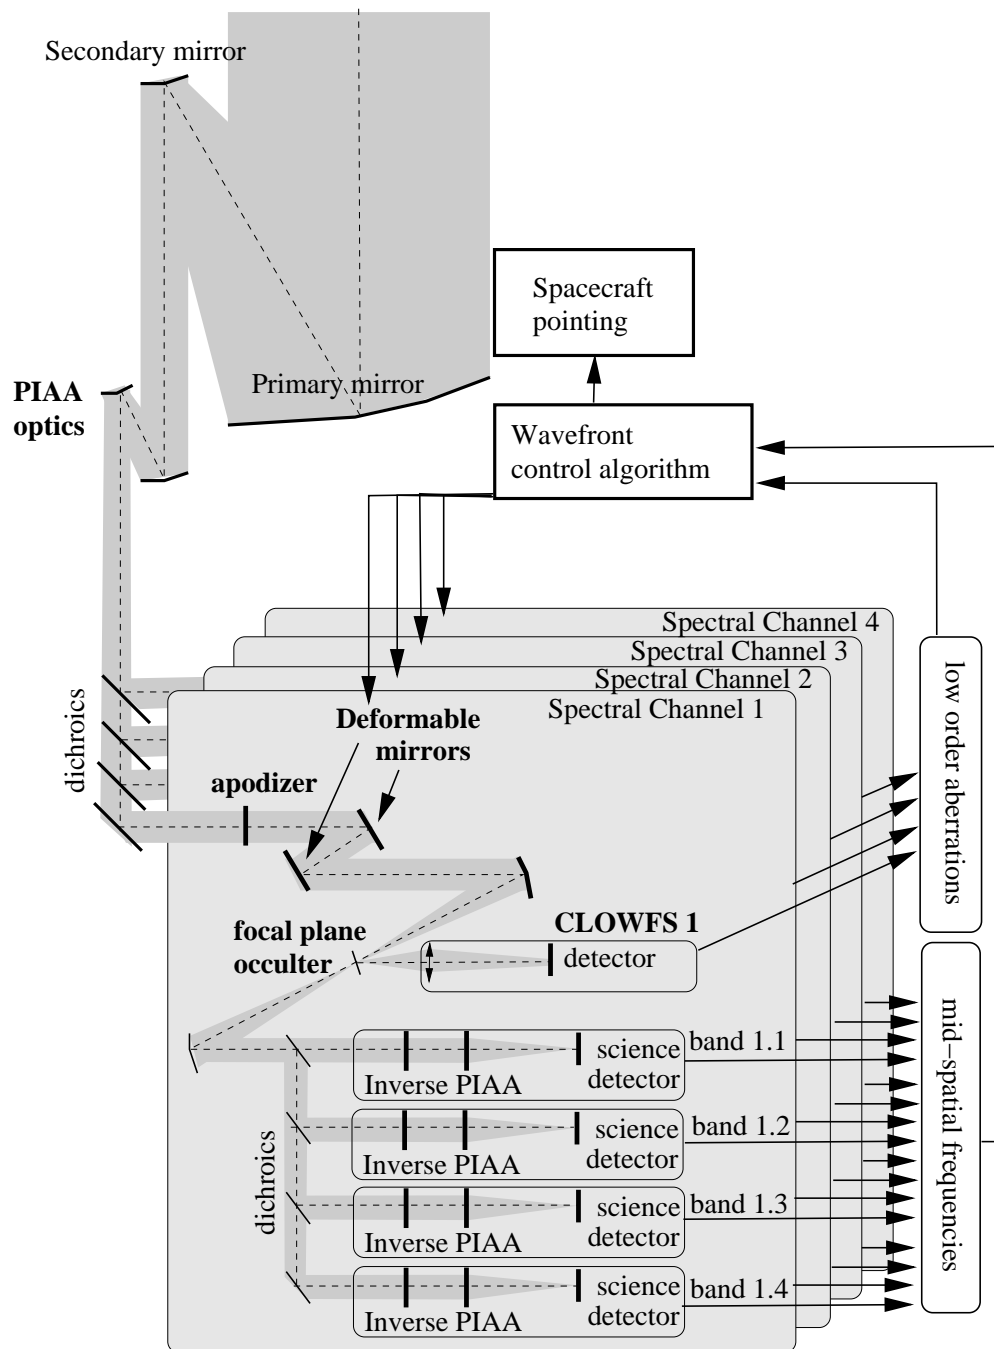 Secondary mirror
Spacecraft
pointing
Primary mirror
PIAA
optics
Wavefront
control algorithm
Spectral Channel 4
Spectral Channel 3
Spectral Channel 2
Spectral Channel 1
low order aberrations
dichroics
Deformable
mirrors
apodizer
focal plane
occulter
CLOWFS 1
detector
mid−spatial frequencies
dichroics
science
detector
Inverse PIAA
band 1.1
science
detector
Inverse PIAA
band 1.2
science
detector
Inverse PIAA
band 1.3
science
detector
Inverse PIAA
band 1.4